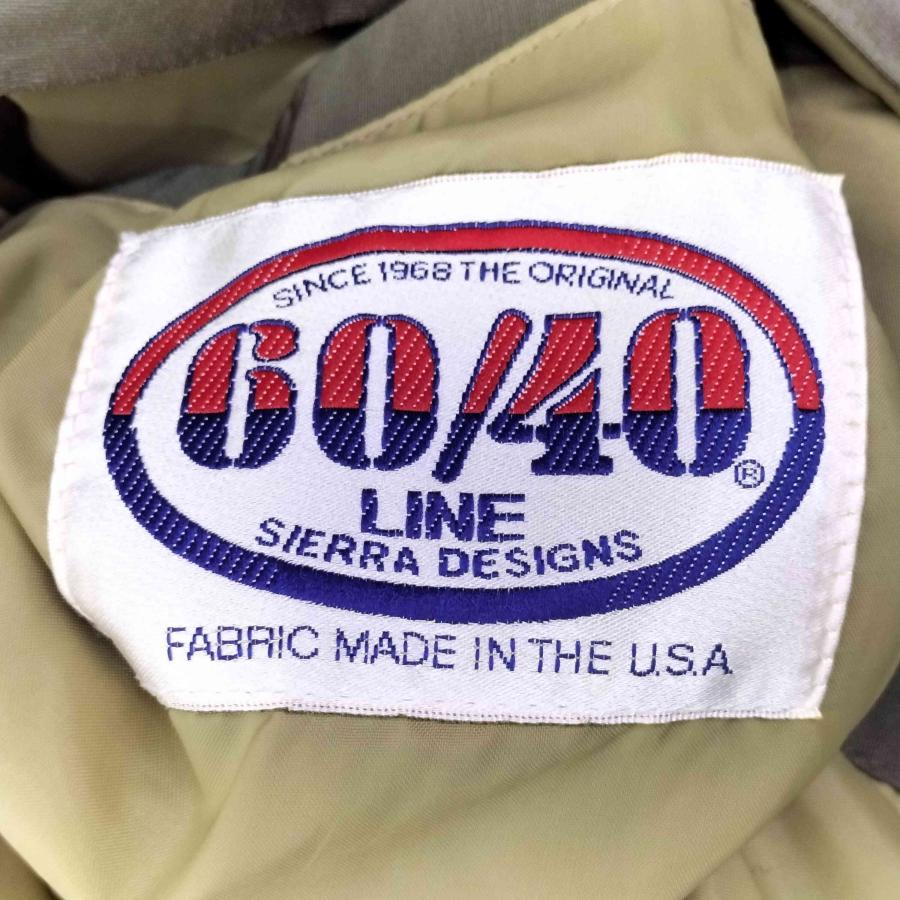 SINCE 1968 THE ORIGINAL
60/40
®
LINE
SIERRA DESIGNS
FABRIC MADE IN THE U.S.A